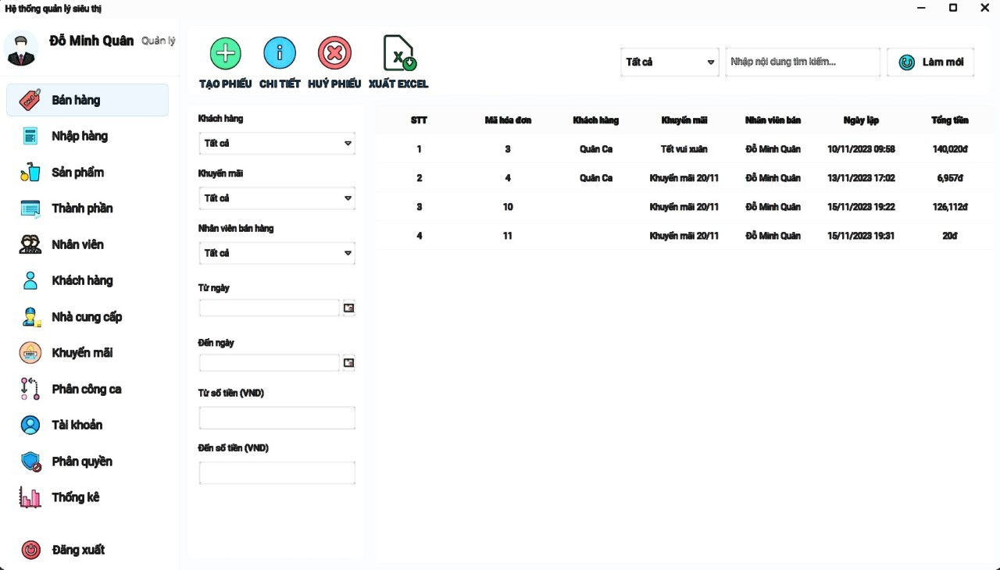 Hệ thống quản lý siêu thị
Đỗ Minh Quân Quản lý
Bán hàng
Nhập hàng
Sản phẩm
Thành phần
Nhân viên
Khách hàng
Nhà cung cấp
Khuyến mãi
Phân công ca
Tài khoản
Phân quyền
Thống kê
Đăng xuất
TẠO PHIẾU CHI TIẾT HUỶ PHIẾU XUẤT EXCEL
Tất cả Nhập nội dung tìm kiếm... Làm mới
Khách hàng
Tất cả
Khuyến mãi
Tất cả
Nhân viên bán hàng
Tất cả
Từ ngày
Đến ngày
Từ số tiền (VND)
Đến số tiền (VND)
STT Mã hóa đơn Khách hàng Khuyến mãi Nhân viên bán Ngày lập Tổng tiền
1 3 Quân Ca Tết vui xuân Đỗ Minh Quân 10/11/2023 09:58 140,020đ
2 4 Quân Ca Khuyến mãi 20/11 Đỗ Minh Quân 13/11/2023 17:02 6,957đ
3 10 Khuyến mãi 20/11 Đỗ Minh Quân 15/11/2023 19:22 126,112đ
4 11 Khuyến mãi 20/11 Đỗ Minh Quân 15/11/2023 19:31 20đ